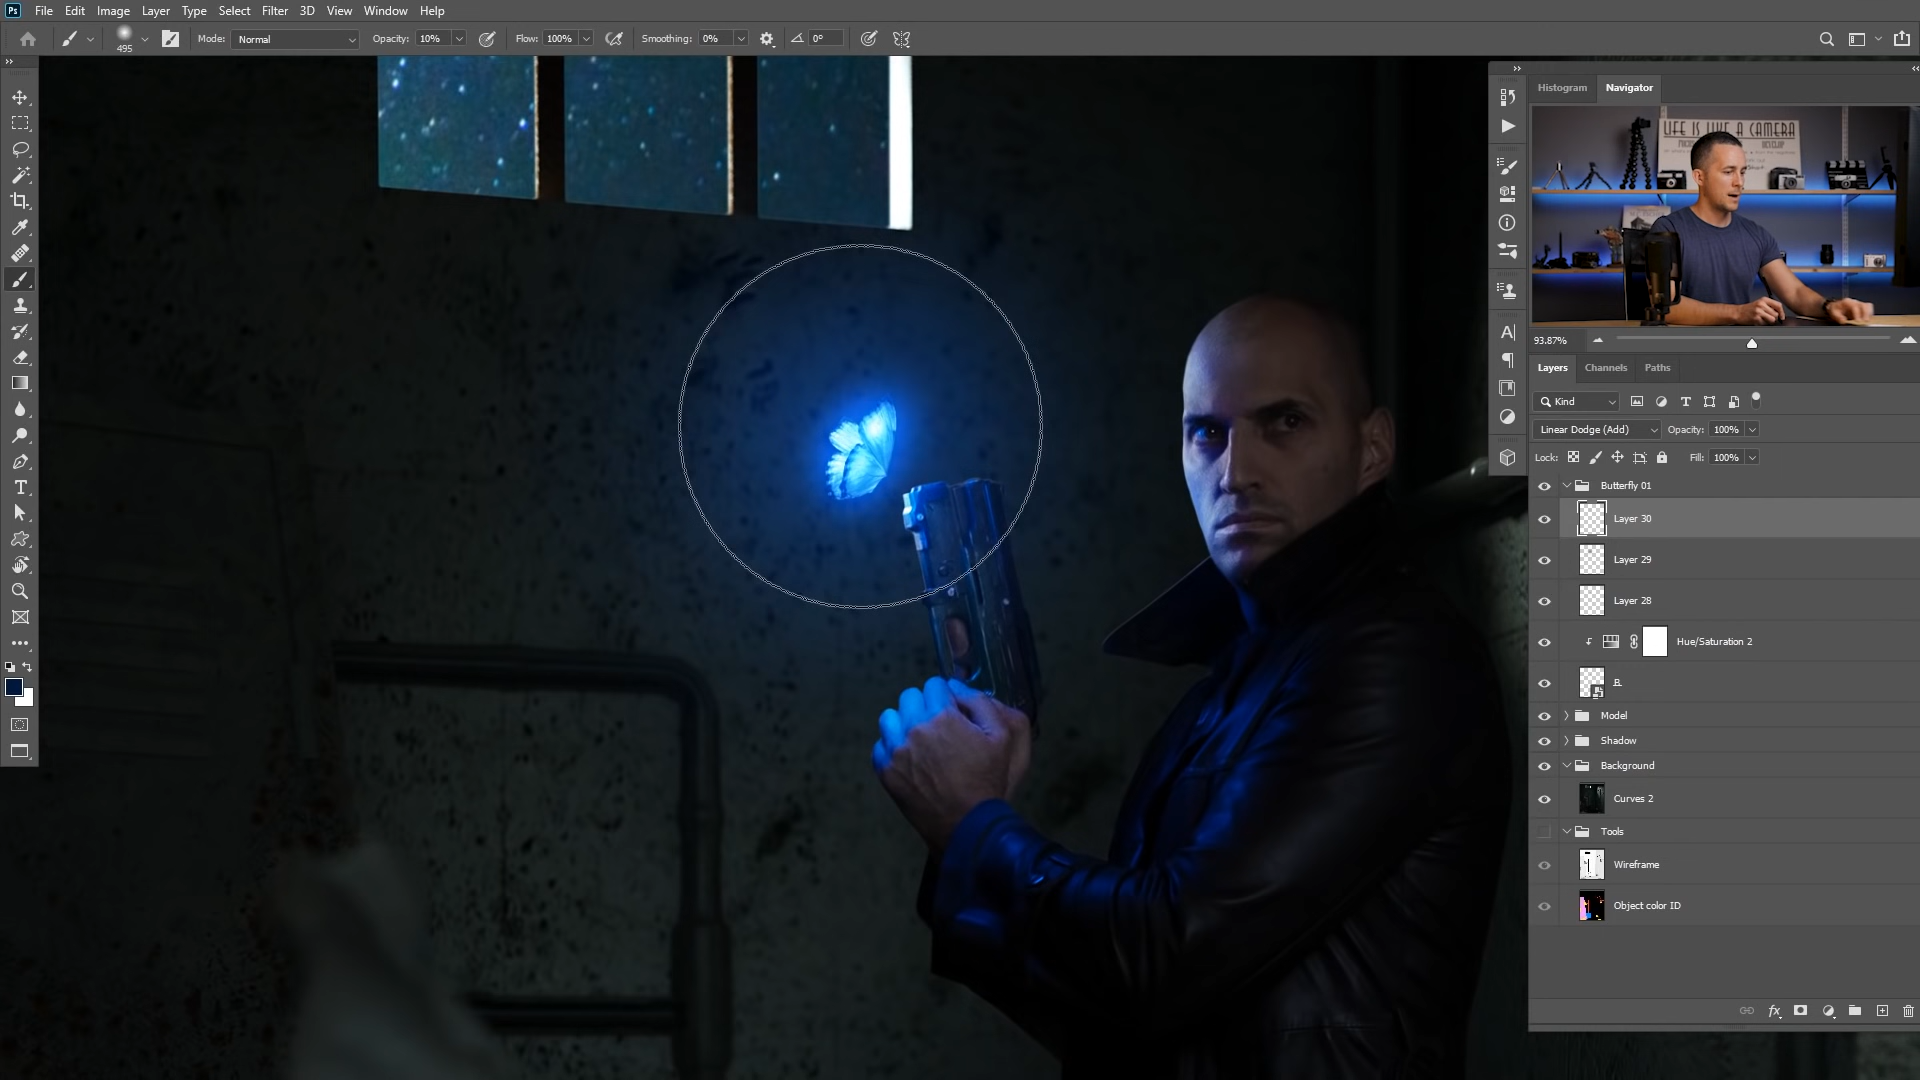 Ps File Edit Image Layer Type Select Filter 3D View Window Help
495 Mode: Normal Opacity: 10% Flow: 100% Smoothing: 0% 0°
Histogram Navigator
LIFE IS LIKE A CAMERA
93.87%
Layers Channels Paths
Kind
Linear Dodge (Add) Opacity: 100%
Lock: Fill: 100%
Butterfly 01
Layer 30
Layer 29
Layer 28
Hue/Saturation 2
Model
Shadow
Background
Curves 2
Tools
Wireframe
Object color ID